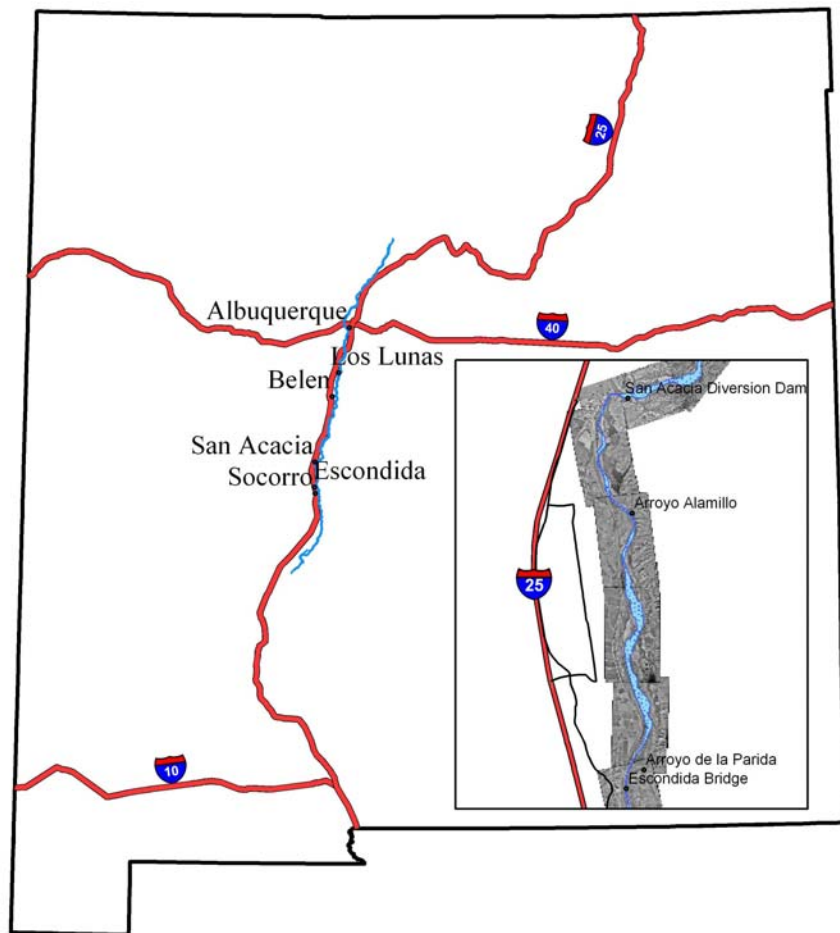 25
Albuquerque
40
Los Lunas
Belen
San Acacia
Escondida
Socorro
San Acacia Diversion Dam
Arroyo Alamillo
25
Arroyo de la Parida
Escondida Bridge
10